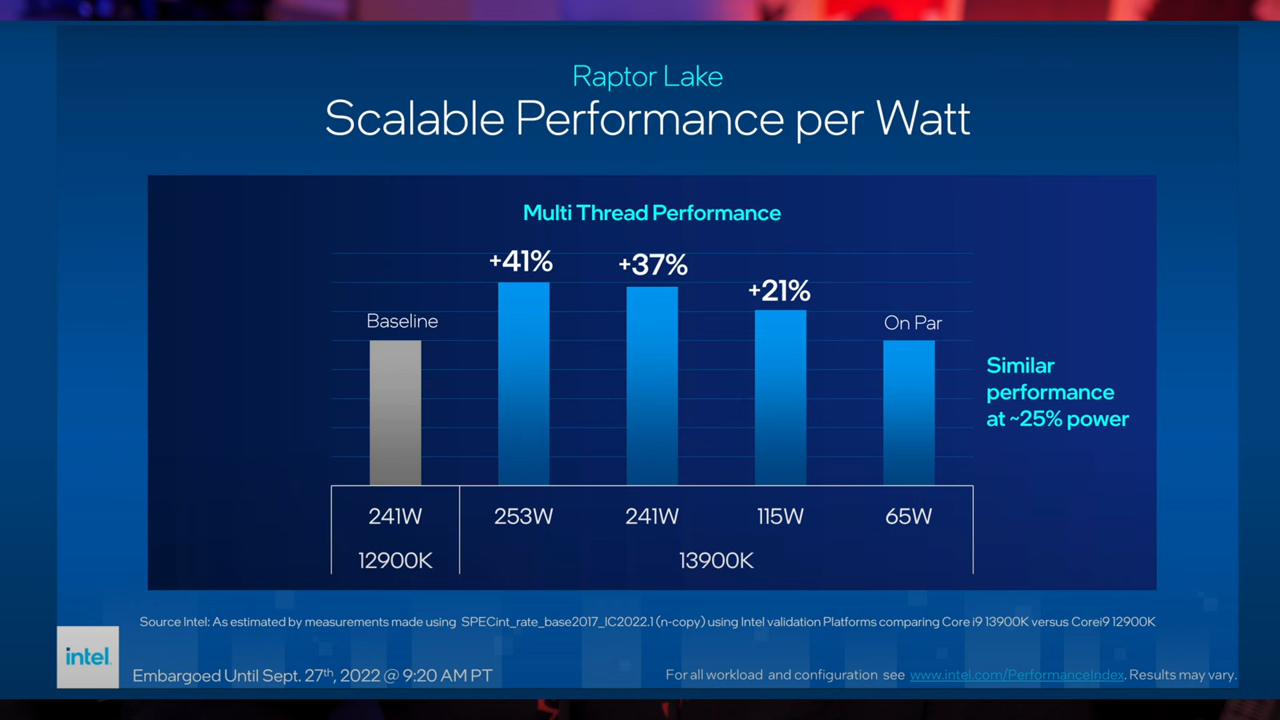 Raptor Lake
Scalable Performance per Watt
Multi Thread Performance
+41%
+37%
+21%
Baseline
On Par
Similar
performance
at ~25% power
241W 253W 241W 115W 65W
12900K 13900K
Source Intel: As estimated by measurements made using SPECint_rate_base2017_IC2022.1 (n-copy) using Intel validation Platforms comparing Core i9 13900K versus Corei9 12900K
intel.
Embargoed Until Sept. 27th, 2022 @ 9:20 AM PT
For all workload and configuration see www.intel.com/PerformanceIndex. Results may vary.